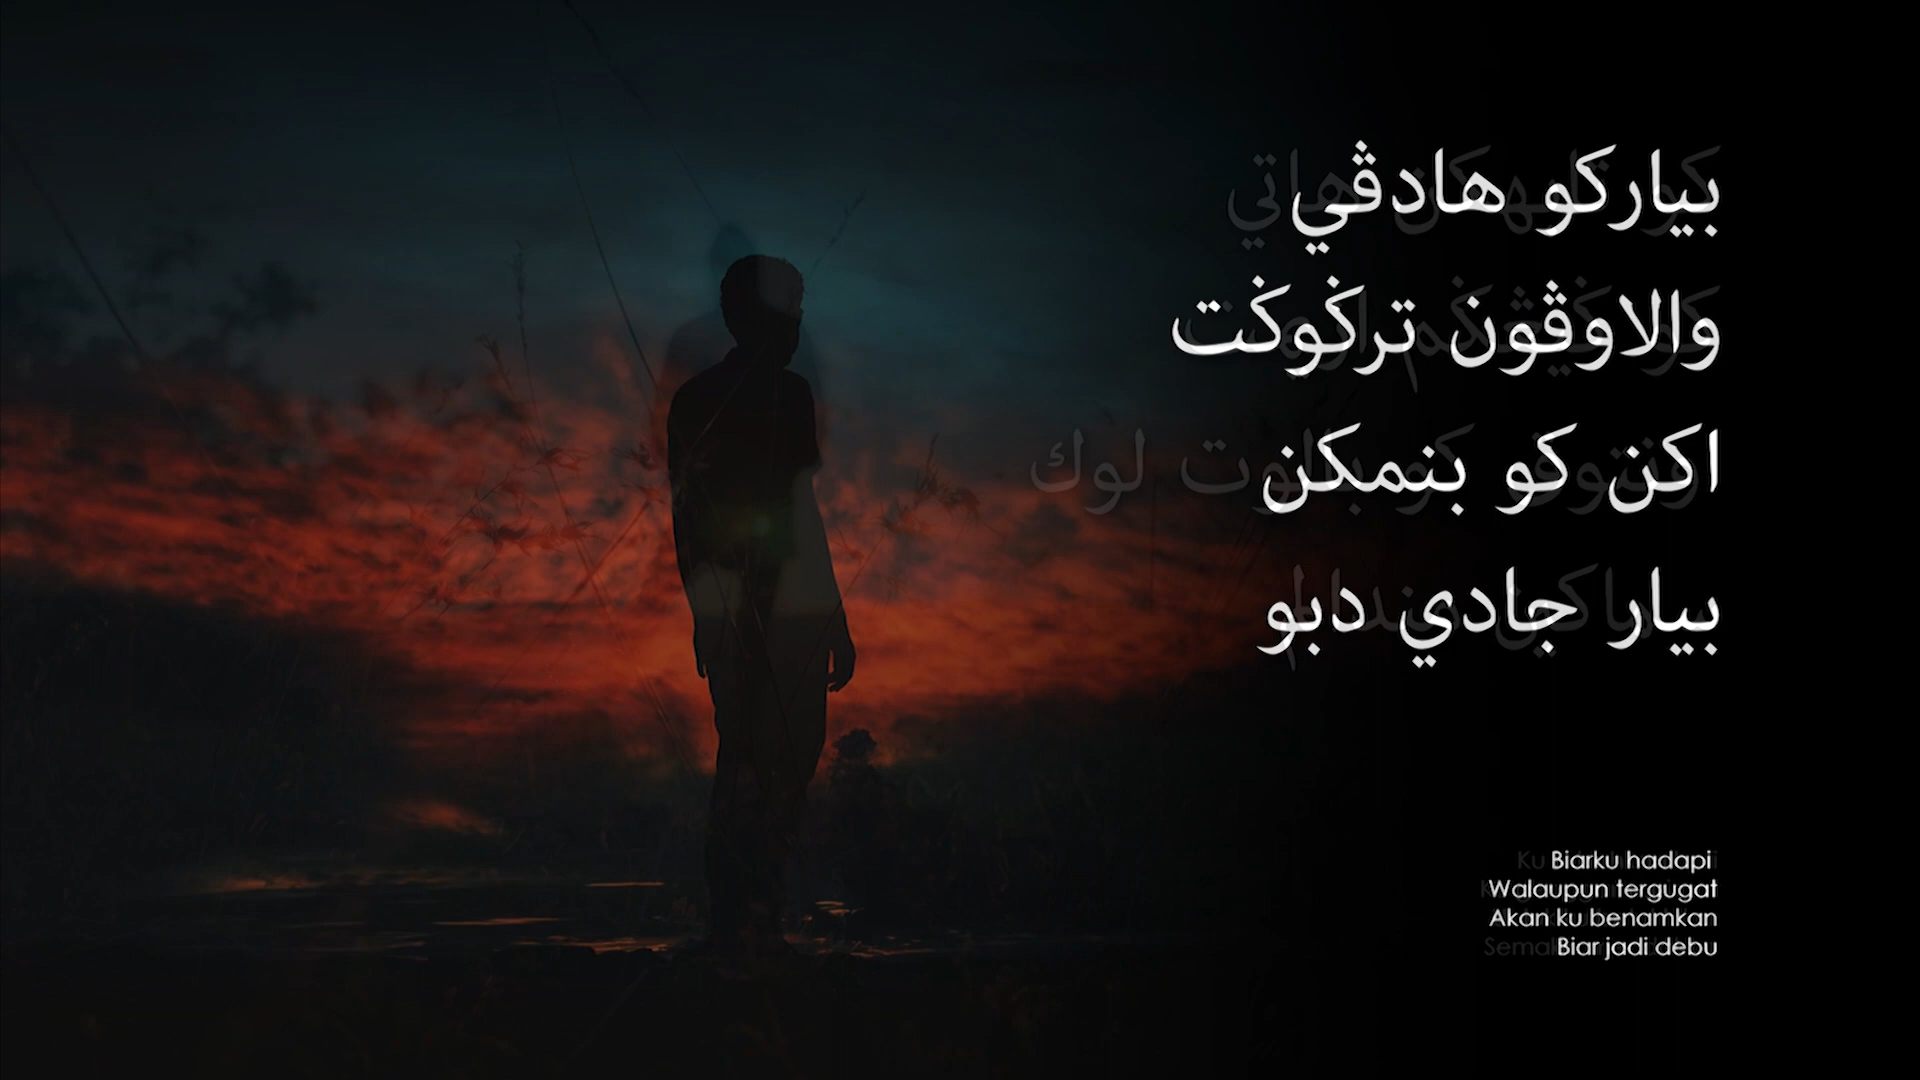 بياركو هادڤي
والاوڤون ترݢوݢت
اکن کو بنمکن
بيار جادي دبو
Biarku hadapi
Walaupun tergugat
Akan ku benamkan
Biar jadi debu